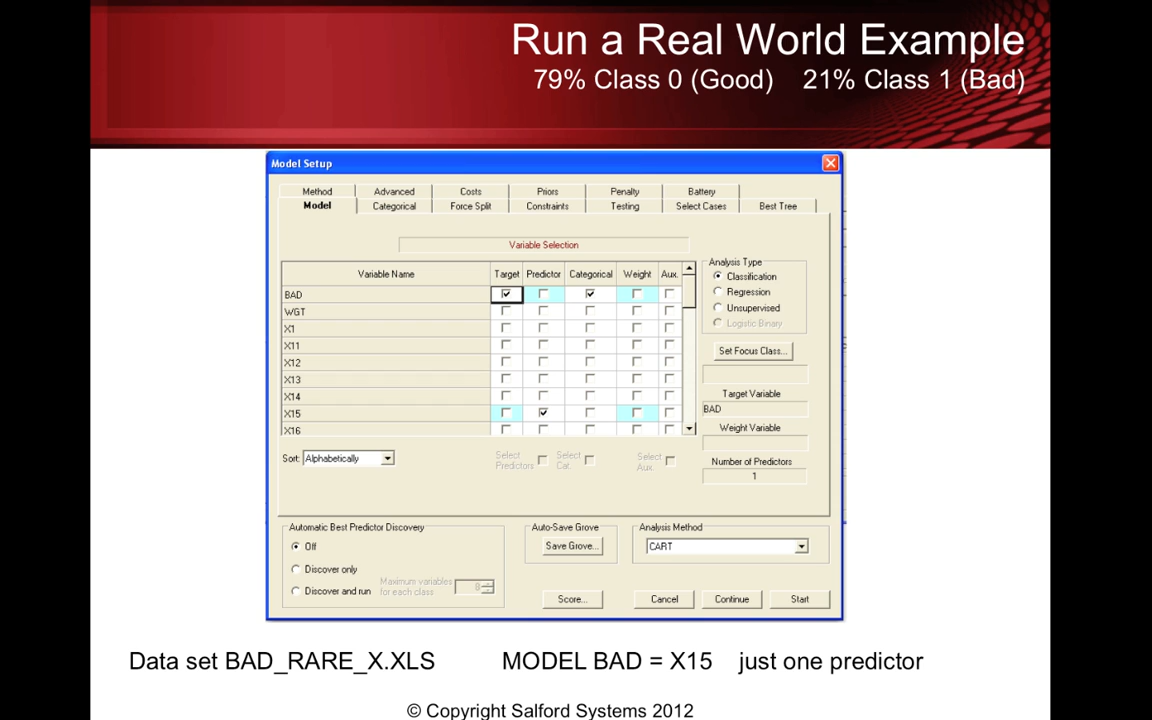 Run a Real World Example
79% Class 0 (Good) 21% Class 1 (Bad)
Model Setup
Method Advanced Costs Priors Penalty Battery
Model Categorical Force Split Constraints Testing Select Cases Best Tree
Variable Selection
Variable Name Target Predictor Categorical Weight Aux.
BAD
WGT
X1
X11
X12
X13
X14
X15
X16
Sort: Alphabetically
Select Predictors
Select Cat.
Select Aux.
Analysis Type
Classification
Regression
Unsupervised
Logistic Binary
Set Focus Class...
Target Variable
BAD
Weight Variable
Number of Predictors
1
Automatic Best Predictor Discovery
Off
Discover only
Discover and run
Maximum variables
for each class
8
Auto-Save Grove
Save Grove...
Analysis Method
CART
Score... Cancel Continue Start
Data set BAD_RARE_X.XLS MODEL BAD = X15 just one predictor
© Copyright Salford Systems 2012